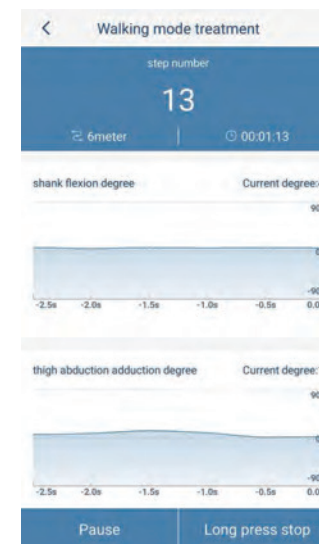 Walking mode treatment
step number
13
6meter 00:01:13
shank flexion degree Current degree:
90
0
-90
-2.5s -2.0s -1.5s -1.0s -0.5s 0.0
thigh abduction adduction degree Current degree:
90
0
-90
-2.5s -2.0s -1.5s -1.0s -0.5s 0.0
Pause Long press stop